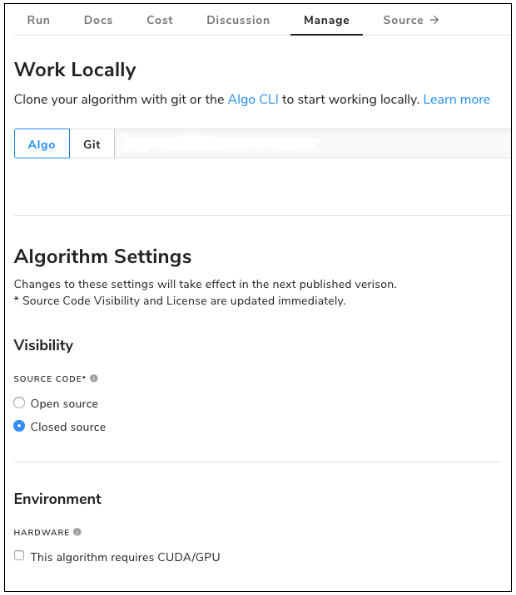 Run Docs Cost Discussion Manage Source →
Work Locally
Clone your algorithm with git or the Algo CLI to start working locally. Learn more
Algo Git
Algorithm Settings
Changes to these settings will take effect in the next published verison.
* Source Code Visibility and License are updated immediately.
Visibility
SOURCE CODE*
Open source
Closed source
Environment
HARDWARE
This algorithm requires CUDA/GPU